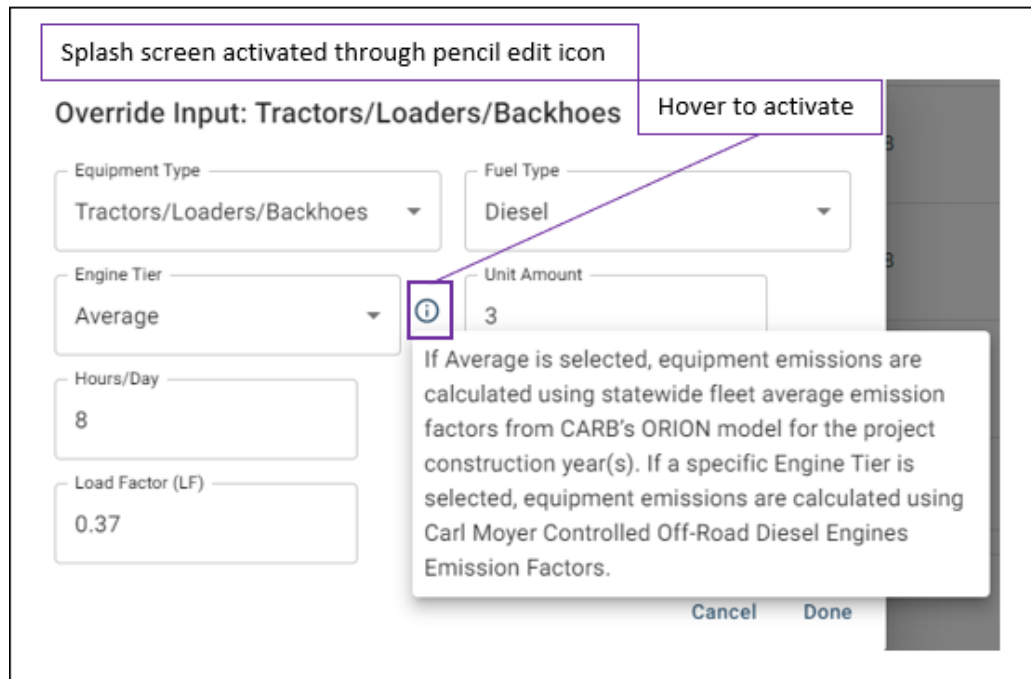 Splash screen activated through pencil edit icon
Override Input: Tractors/Loaders/Backhoes
Hover to activate
Equipment Type
Tractors/Loaders/Backhoes
Fuel Type
Diesel
Engine Tier
Average
Unit Amount
3
If Average is selected, equipment emissions are
calculated using statewide fleet average emission
factors from CARB's ORION model for the project
construction year(s). If a specific Engine Tier is
selected, equipment emissions are calculated using
Carl Moyer Controlled Off-Road Diesel Engines
Emission Factors.
Hours/Day
8
Load Factor (LF)
0.37
Cancel
Done